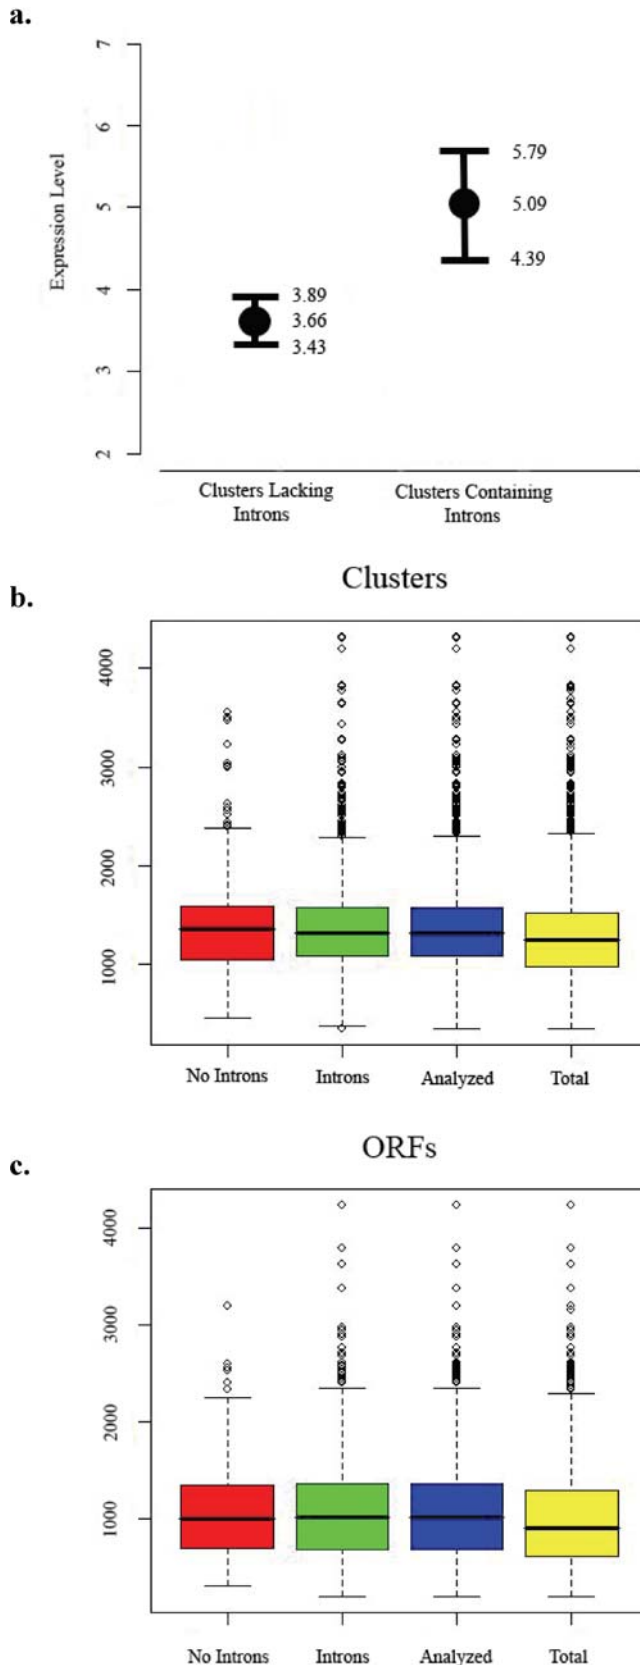 a.
7
6
5
4
3
2
Expression Level
5.79
5.09
4.39
3.89
3.66
3.43
Clusters Lacking
Introns
Clusters Containing
Introns
b.
Clusters
4000
3000
2000
1000
No Introns
Introns
Analyzed
Total
c.
ORFs
4000
3000
2000
1000
No Introns
Introns
Analyzed
Total